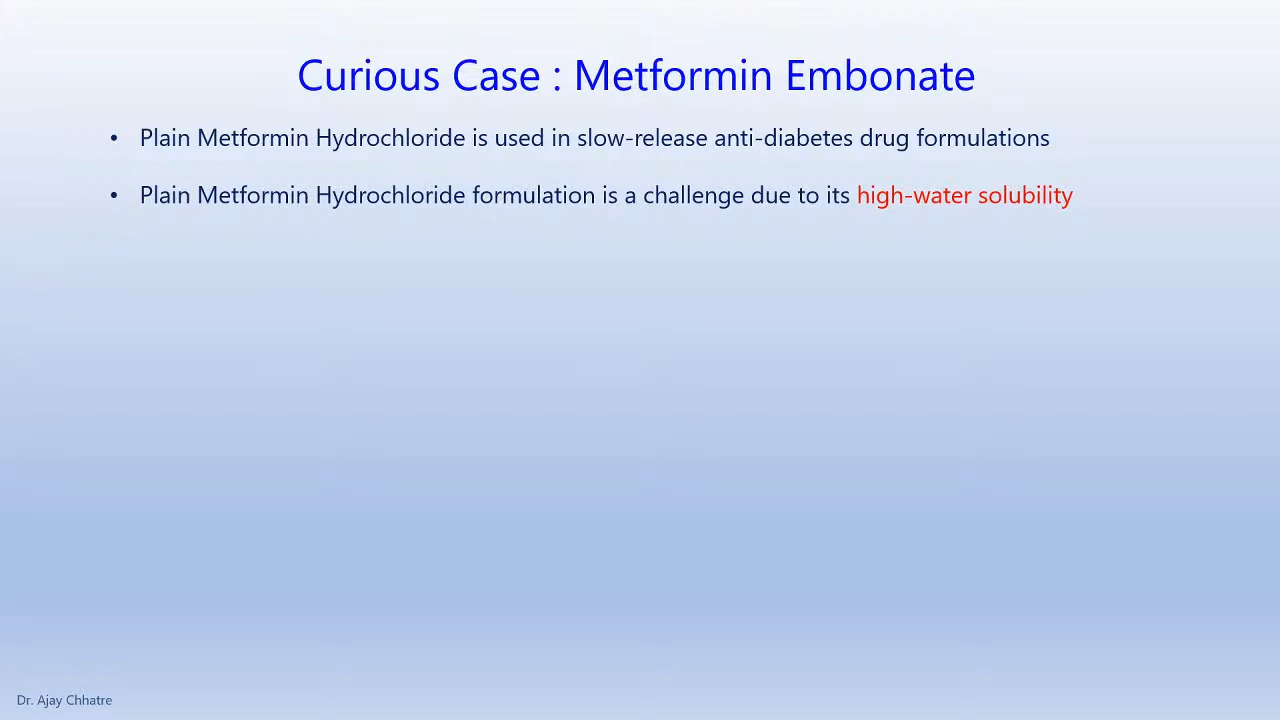 Curious Case : Metformin Embonate
• Plain Metformin Hydrochloride is used in slow-release anti-diabetes drug formulations
• Plain Metformin Hydrochloride formulation is a challenge due to its high-water solubility
Dr. Ajay Chhatre